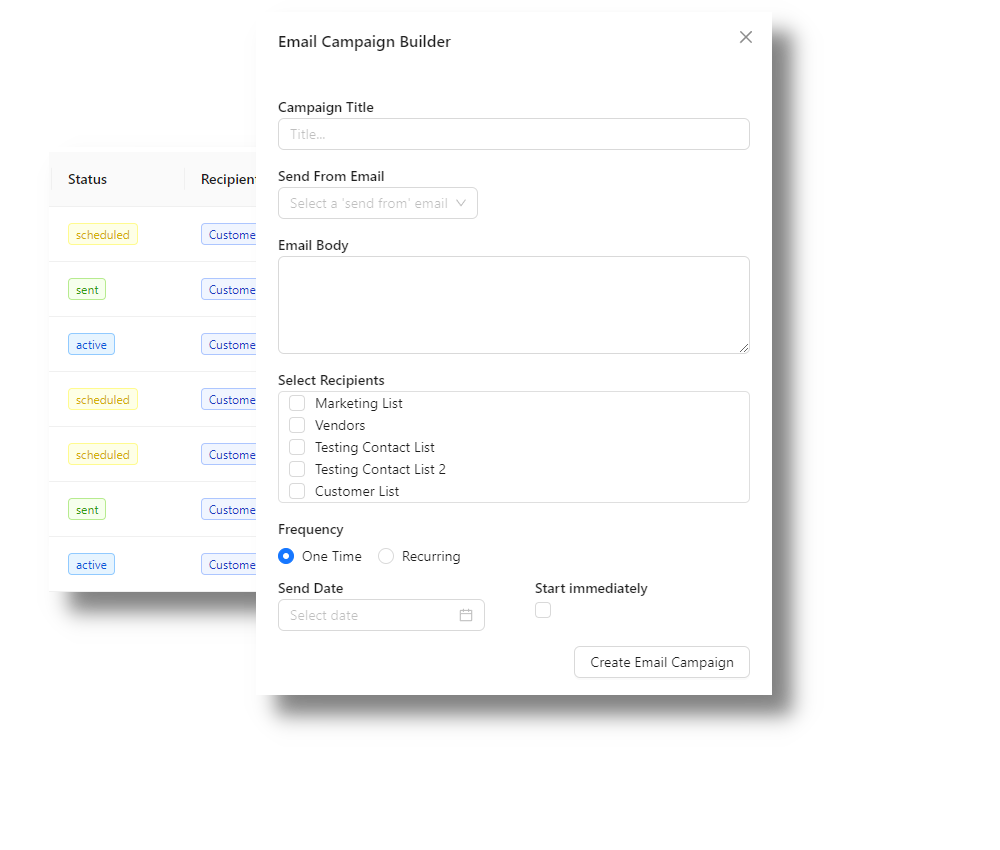 Email Campaign Builder
Campaign Title
Title...
Send From Email
Select a 'send from' email
Email Body
Select Recipients
Marketing List
Vendors
Testing Contact List
Testing Contact List 2
Customer List
Frequency
One Time Recurring
Send Date Start immediately
Select date
Create Email Campaign
Status Recipien
scheduled Custome
sent Custome
active Custome
scheduled Custome
scheduled Custome
sent Custome
active Custome